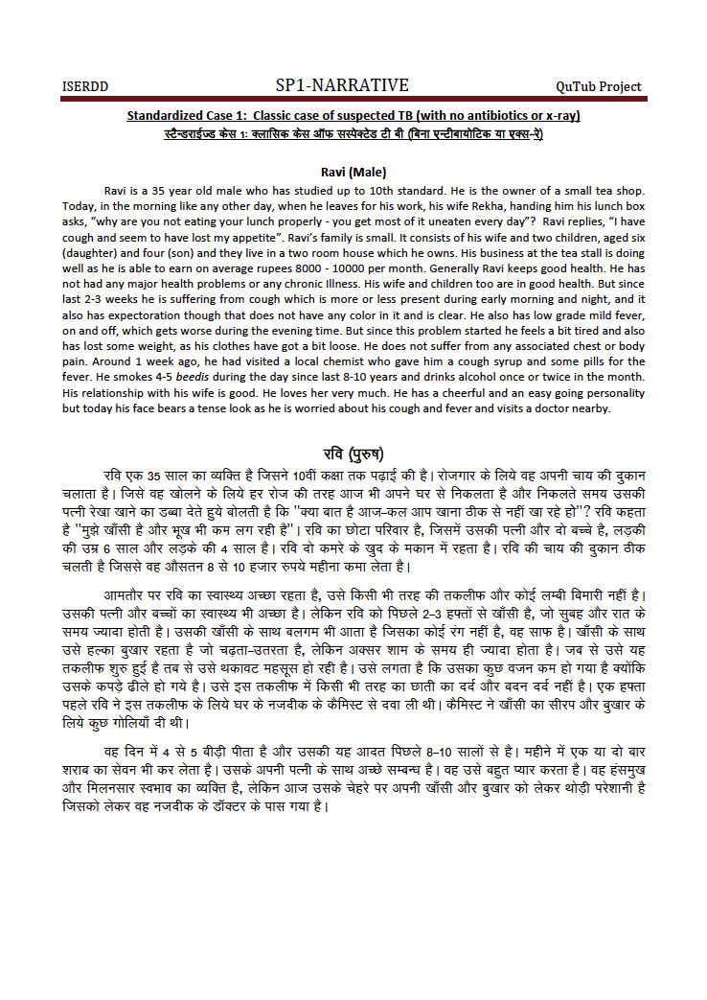 ISERDD SP1-NARRATIVE QuTub Project
Standardized Case 1: Classic case of suspected TB (with no antibiotics or x-ray)
स्टैन्डराईज्ड केस 1ः क्लासिक केस ऑफ सस्पेक्टेड टी बी (बिना एन्टीबायोटिक या एक्स–रे)
Ravi (Male)
Ravi is a 35 year old male who has studied up to 10th standard. He is the owner of a small tea shop.
Today, in the morning like any other day, when he leaves for his work, his wife Rekha, handing him his lunch box
asks, “why are you not eating your lunch properly - you get most of it uneaten every day”? Ravi replies, “I have
cough and seem to have lost my appetite”. Ravi’s family is small. It consists of his wife and two children, aged six
(daughter) and four (son) and they live in a two room house which he owns. His business at the tea stall is doing
well as he is able to earn on average rupees 8000 - 10000 per month. Generally Ravi keeps good health. He has
not had any major health problems or any chronic Illness. His wife and children too are in good health. But since
last 2-3 weeks he is suffering from cough which is more or less present during early morning and night, and it
also has expectoration though that does not have any color in it and is clear. He also has low grade mild fever,
on and off, which gets worse during the evening time. But since this problem started he feels a bit tired and also
has lost some weight, as his clothes have got a bit loose. He does not suffer from any associated chest or body
pain. Around 1 week ago, he had visited a local chemist who gave him a cough syrup and some pills for the
fever. He smokes 4-5 beedis during the day since last 8-10 years and drinks alcohol once or twice in the month.
His relationship with his wife is good. He loves her very much. He has a cheerful and an easy going personality
but today his face bears a tense look as he is worried about his cough and fever and visits a doctor nearby.
रवि (पुरुष)
रवि एक 35 साल का व्यक्ति है जिसने 10वीं कक्षा तक पढ़ाई की है। रोजगार के लिये वह अपनी चाय की दुकान
चलाता है। जिसे वह खोलने के लिये हर रोज की तरह आज भी अपने घर से निकलता है और निकलते समय उसकी
पत्नी रेखा खाने का डब्बा देते हुये बोलती है कि "क्या बात है आज–कल आप खाना ठीक से नहीं खा रहे हो"? रवि कहता
है "मुझे खाँसी है और भूख भी कम लग रही है"। रवि का छोटा परिवार है, जिसमें उसकी पत्नी और दो बच्चे है, लड़की
की उम्र 6 साल और लड़के की 4 साल है। रवि दो कमरे के खुद के मकान में रहता है। रवि की चाय की दुकान ठीक
चलती है जिससे वह औसतन 8 से 10 हजार रुपये महीना कमा लेता है।
आमतौर पर रवि का स्वास्थ्य अच्छा रहता है, उसे किसी भी तरह की तकलीफ और कोई लम्बी बिमारी नहीं है।
उसकी पत्नी और बच्चों का स्वास्थ्य भी अच्छा है। लेकिन रवि को पिछले 2–3 हफ्तों से खाँसी है, जो सुबह और रात के
समय ज्यादा होती है। उसकी खाँसी के साथ बलगम भी आता है जिसका कोई रंग नहीं है, वह साफ है। खाँसी के साथ
उसे हल्का बुखार रहता है जो चढ़ता–उतरता है, लेकिन अक्सर शाम के समय ही ज्यादा होता है। जब से उसे यह
तकलीफ शुरु हुई है तब से उसे थकावट महसूस हो रही है। उसे लगता है कि उसका कुछ वजन कम हो गया है क्योंकि
उसके कपड़े ढीले हो गये है। उसे इस तकलीफ में किसी भी तरह का छाती का दर्द और बदन दर्द नहीं है। एक हफ्ता
पहले रवि ने इस तकलीफ के लिये घर के नजदीक के कैमिस्ट से दवा ली थी। कैमिस्ट ने खाँसी का सीरप और बुखार के
लिये कुछ गोलियाँ दी थी।
वह दिन में 4 से 5 बीड़ी पीता है और उसकी यह आदत पिछले 8–10 सालों से है। महीने में एक या दो बार
शराब का सेवन भी कर लेता है़। उसके अपनी पत्नी के साथ अच्छे सम्बन्ध है। वह उसे बहुत प्यार करता है। वह हंसमुख
और मिलनसार स्वभाव का व्यक्ति है, लेकिन आज उसके चेहरे पर अपनी खाँसी और बुखार को लेकर थोड़ी परेशानी है
जिसको लेकर वह नजदीक के डॉक्टर के पास गया है।